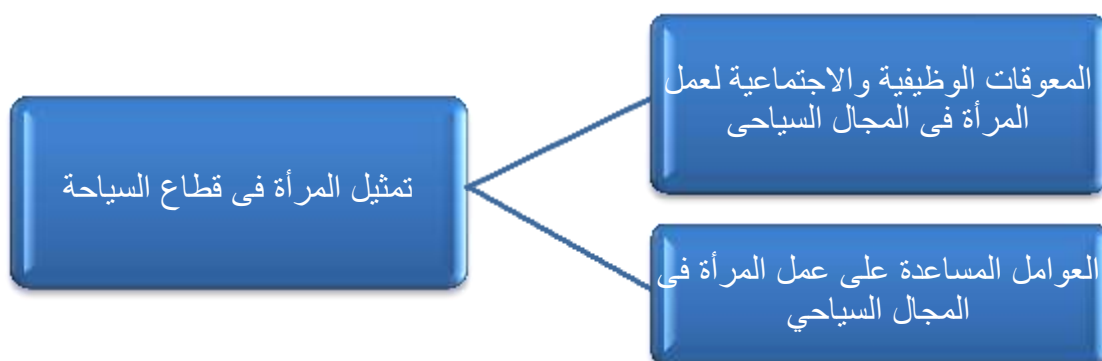 المعوقات الوظيفية والاجتماعية لعمل
المرأة فى المجال السياحى
تمثيل المرأة فى قطاع السياحة
العوامل المساعدة على عمل المرأة فى
المجال السياحي